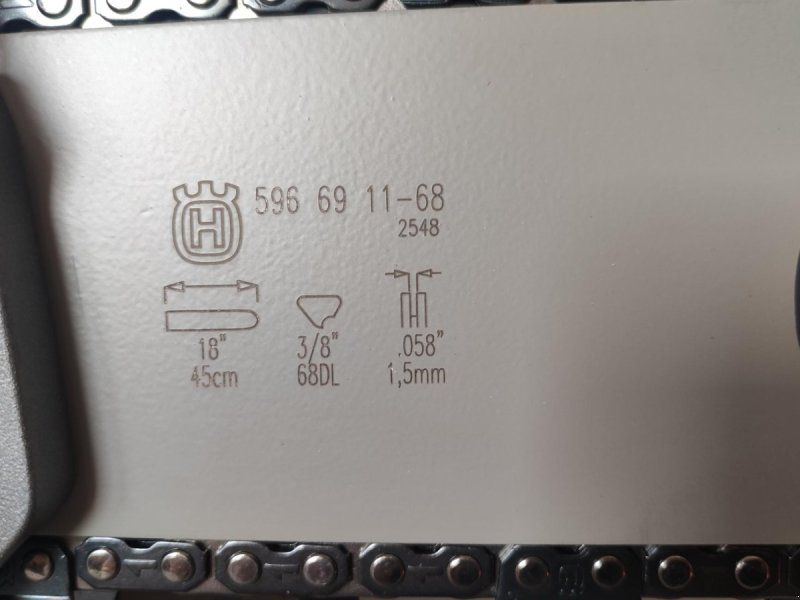 H 596 69 11-68
2548
18" 3/8" .058"
45cm 68DL 1,5mm